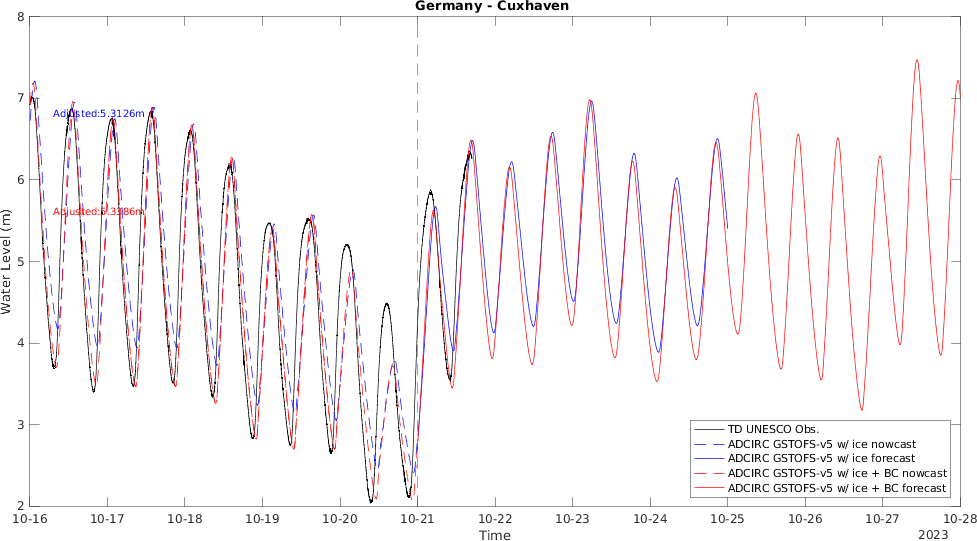 Germany - Cuxhaven
8
7
6
5
4
3
2
Water Level (m)
Adjusted:5.3126m
Adjusted:5.3386m
TD UNESCO Obs.
ADCIRC GSTOFS-v5 w/ ice nowcast
ADCIRC GSTOFS-v5 w/ ice forecast
ADCIRC GSTOFS-v5 w/ ice + BC nowcast
ADCIRC GSTOFS-v5 w/ ice + BC forecast
10-16 10-17 10-18 10-19 10-20 10-21 10-22 10-23 10-24 10-25 10-26 10-27 10-28
Time
2023